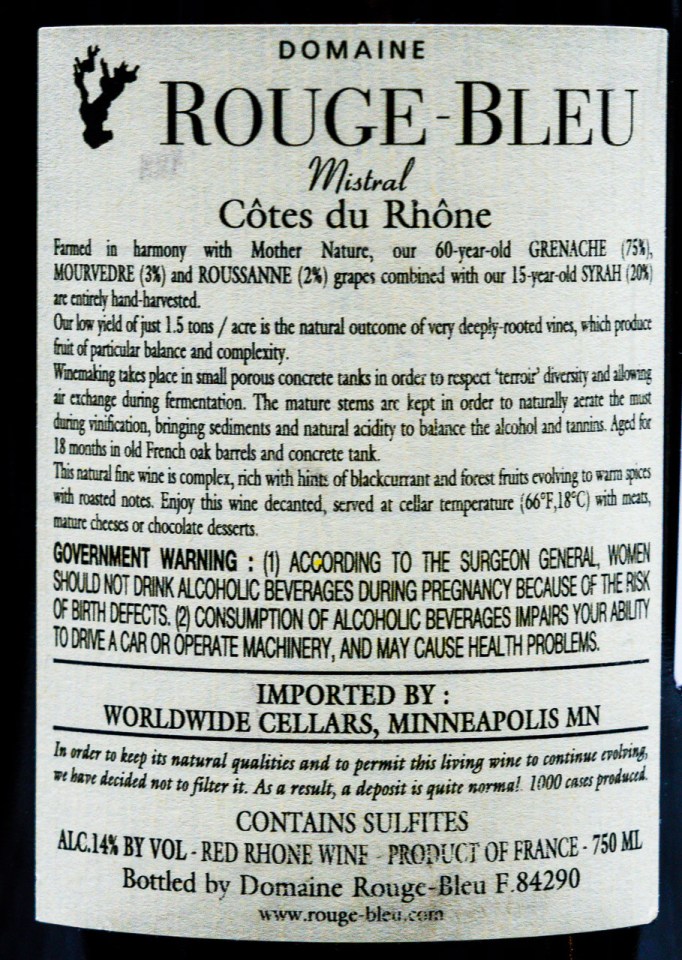 DOMAINE
ROUGE-BLEU
Mistral
Côtes du Rhône
Farmed in harmony with Mother Nature, our 60-year-old GRENACHE (75%),
MOURVEDRE (3%) and ROUSSANNE (2%) grapes combined with our 15-year-old SYRAH (20%)
are entirely hand-harvested.
Our low yield of just 1.5 tons / acre is the natural outcome of very deeply-rooted vines, which produce
fruit of particular balance and complexity.
Winemaking takes place in small porous concrete tanks in order to respect 'terroir' diversity and allowing
air exchange during fermentation. The mature stems are kept in order to naturally aerate the must
during vinification, bringing sediments and natural acidity to balance the alcohol and tannins. Aged for
18 months in old French oak barrels and concrete tank.
This natural fine wine is complex, rich with hints of blackcurrant and forest fruits evolving to warm spices
with roasted notes. Enjoy this wine decanted, served at cellar temperature (66°F,18°C) with meats,
mature cheeses or chocolate desserts.
GOVERNMENT WARNING : (1) ACCORDING TO THE SURGEON GENERAL, WOMEN
SHOULD NOT DRINK ALCOHOLIC BEVERAGES DURING PREGNANCY BECAUSE OF THE RISK
OF BIRTH DEFECTS. (2) CONSUMPTION OF ALCOHOLIC BEVERAGES IMPAIRS YOUR ABILITY
TO DRIVE A CAR OR OPERATE MACHINERY, AND MAY CAUSE HEALTH PROBLEMS.
IMPORTED BY :
WORLDWIDE CELLARS, MINNEAPOLIS MN
In order to keep its natural qualities and to permit this living wine to continue evolving,
we have decided not to filter it. As a result, a deposit is quite normal. 1000 cases produced.
CONTAINS SULFITES
ALC.14% BY VOL - RED RHONE WINE - PRODUCT OF FRANCE - 750 ML
Bottled by Domaine Rouge-Bleu F.84290
www.rouge-bleu.com